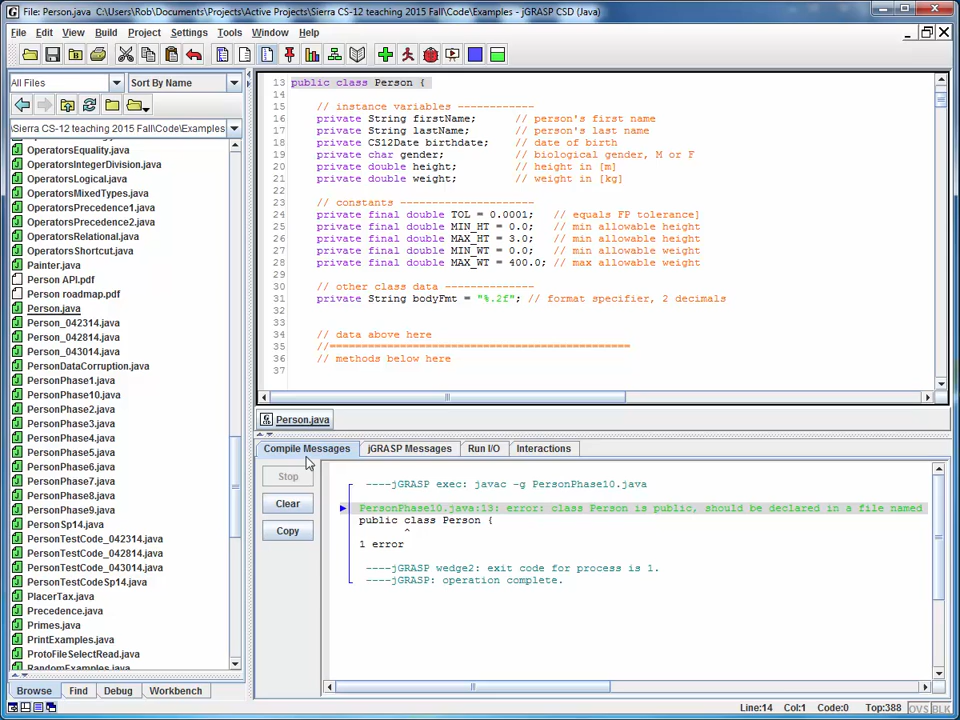 File: Person.java C:\Users\Rob\Documents\Projects\Active Projects\Sierra CS-12 teaching 2015 Fall\Code\Examples - jGRASP CSD (Java)
File Edit View Build Project Settings Tools Window Help
All Files Sort By Name
\Sierra CS-12 teaching 2015 Fall\Code\Examples
OperatorsEquality.java
OperatorsIntegerDivision.java
OperatorsLogical.java
OperatorsMixedTypes.java
OperatorsPrecedence1.java
OperatorsPrecedence2.java
OperatorsRelational.java
OperatorsShortcut.java
Painter.java
Person API.pdf
Person roadmap.pdf
Person.java
Person_042314.java
Person_042814.java
Person_043014.java
PersonDataCorruption.java
PersonPhase1.java
PersonPhase10.java
PersonPhase2.java
PersonPhase3.java
PersonPhase4.java
PersonPhase5.java
PersonPhase6.java
PersonPhase7.java
PersonPhase8.java
PersonPhase9.java
PersonSp14.java
PersonTestCode_042314.java
PersonTestCode_042814.java
PersonTestCode_043014.java
PersonTestCodeSp14.java
PlacerTax.java
Precedence.java
Primes.java
PrintExamples.java
ProtoFileSelectRead.java
RandomExamples.java
Browse Find Debug Workbench
13 public class Person {
14
15 // instance variables -------------
16 private String firstName; // person's first name
17 private String lastName; // person's last name
18 private CS12Date birthdate; // date of birth
19 private char gender; // biological gender, M or F
20 private double height; // height in [m]
21 private double weight; // weight in [kg]
22
23 // constants ----------------------
24 private final double TOL = 0.0001; // equals FP tolerance]
25 private final double MIN_HT = 0.0; // min allowable height
26 private final double MAX_HT = 3.0; // max allowable height
27 private final double MIN_WT = 0.0; // min allowable weight
28 private final double MAX_WT = 400.0; // max allowable weight
29
30 // other class data ---------------
31 private String bodyFmt = "%.2f"; // format specifier, 2 decimals
32
33
34 // data above here
35 //==============================================
36 // methods below here
37
Person.java
Compile Messages jGRASP Messages Run I/O Interactions
Stop
Clear
Copy
----jGRASP exec: javac -g PersonPhase10.java
PersonPhase10.java:13: error: class Person is public, should be declared in a file named
public class Person {
^
1 error
----jGRASP wedge2: exit code for process is 1.
----jGRASP: operation complete.
Line:14 Col:1 Code:0 Top:388 OVS BLK